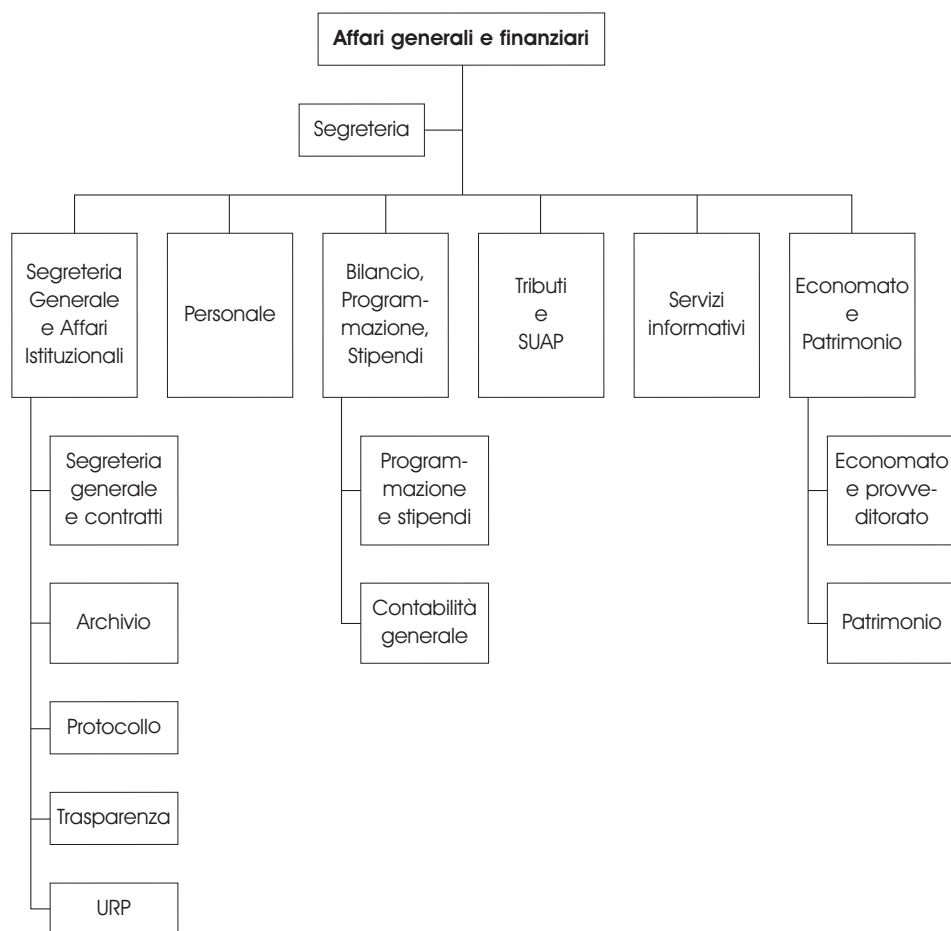 Affari generali e finanziari
Segreteria
Segreteria
Generale
e Affari
Istituzionali
Personale
Bilancio,
Program-
mazione,
Stipendi
Tributi
e
SUAP
Servizi
informativi
Economato
e
Patrimonio
Segreteria
generale
e contratti
Archivio
Protocollo
Trasparenza
URP
Program-
mazione
e stipendi
Contabilità
generale
Economato
e provve-
ditorato
Patrimonio